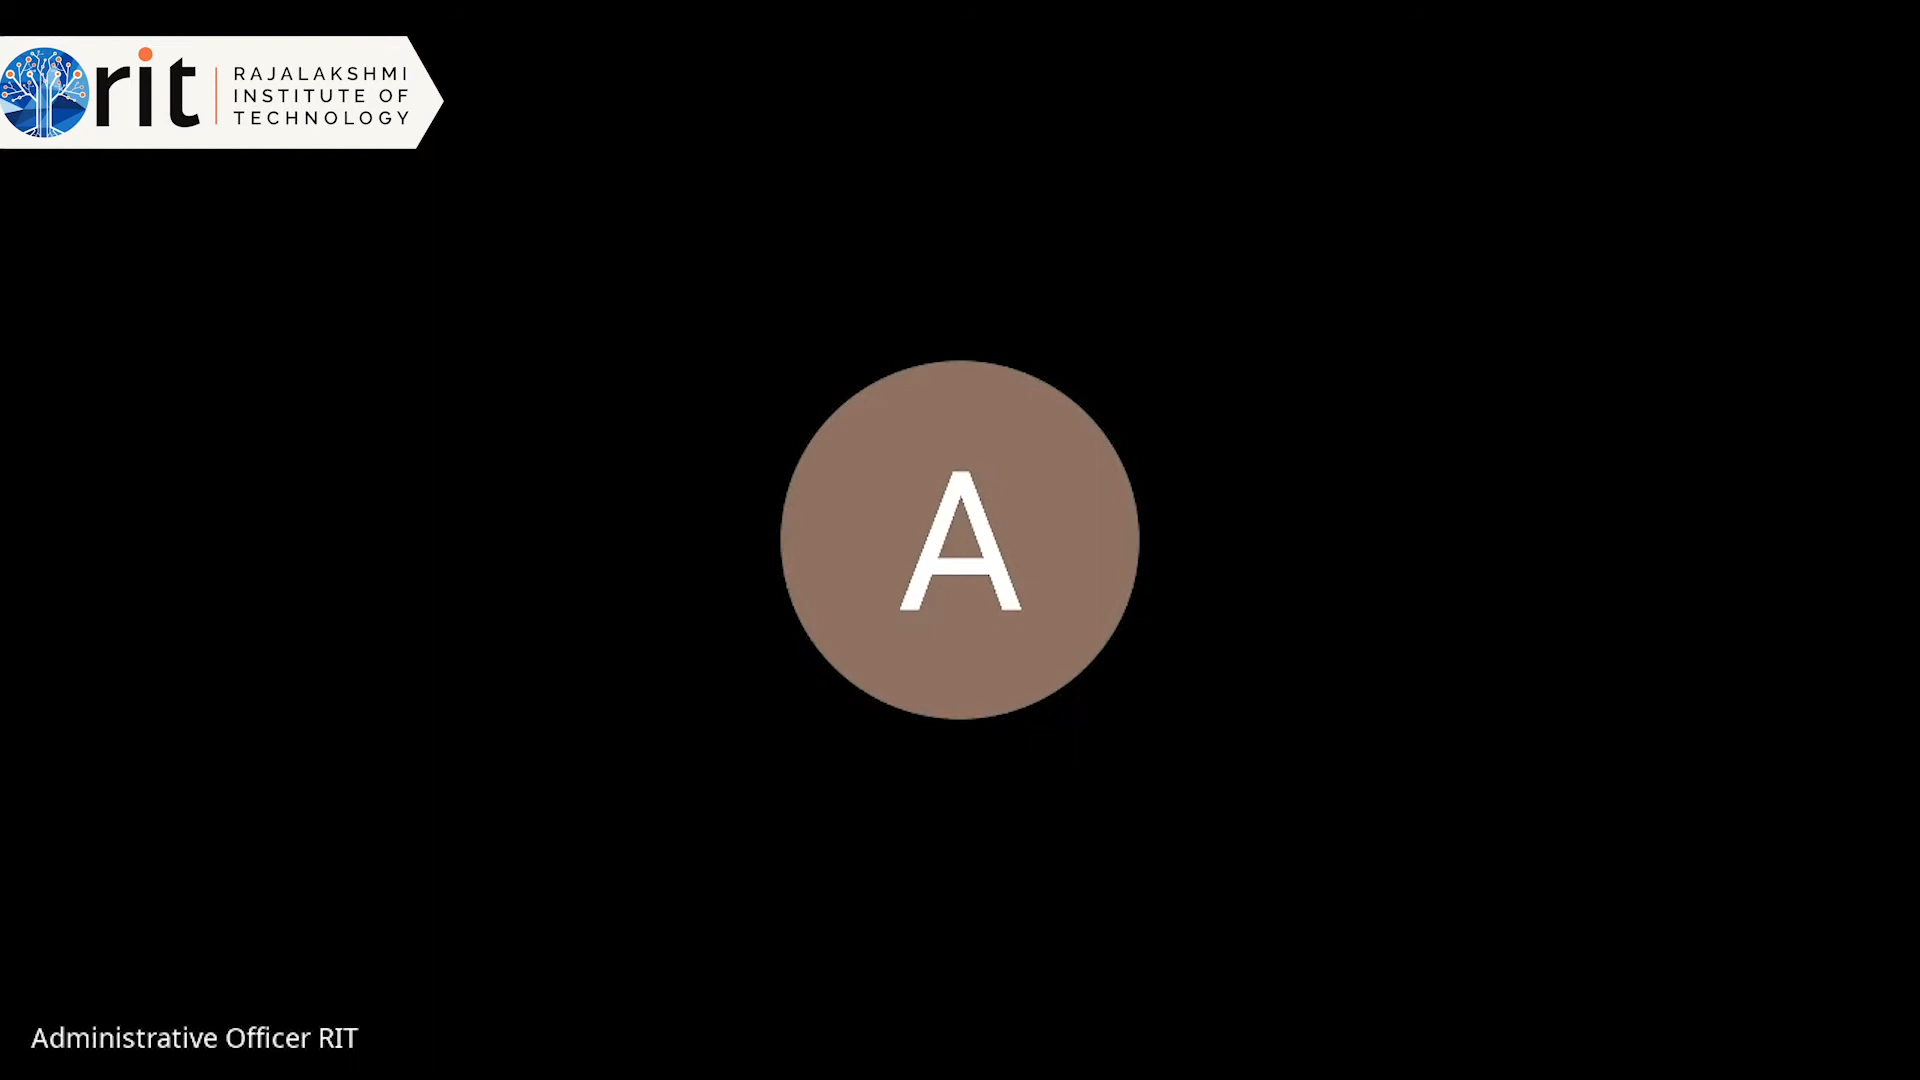 rit
RAJALAKSHMI
INSTITUTE OF
TECHNOLOGY
A
Administrative Officer RIT